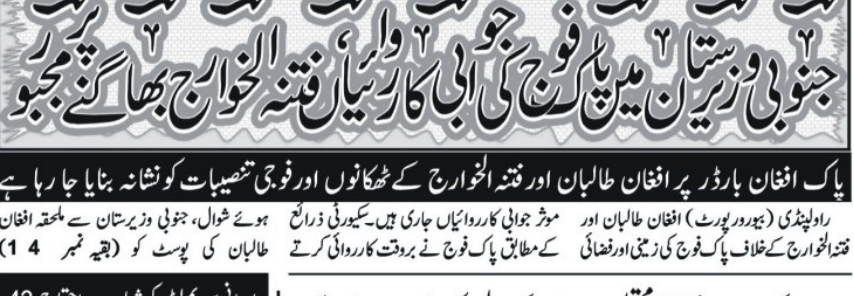 جنوبی وزیرستان میں پاک فوج کی جوابی کارروائیاں، فتنہ الخوارج بھاگنے پر مجبور
پاک افغان بارڈر پر افغان طالبان اور فتنہ الخوارج کے ٹھکانوں اور فوجی تنصیبات کو نشانہ بنایا جا رہا ہے
راولپنڈی (بیورورپورٹ) افغان طالبان اور
فتنہ الخوارج کے خلاف پاک فوج کی زمینی اور فضائی
موثر جوابی کارروائیاں جاری ہیں۔ سکیورٹی ذرائع
کے مطابق پاک فوج نے بروقت کارروائی کرتے
ہوئے شوال، جنوبی وزیرستان سے ملحقہ افغان
طالبان کی پوسٹ کو (بقیہ نمبر 14)